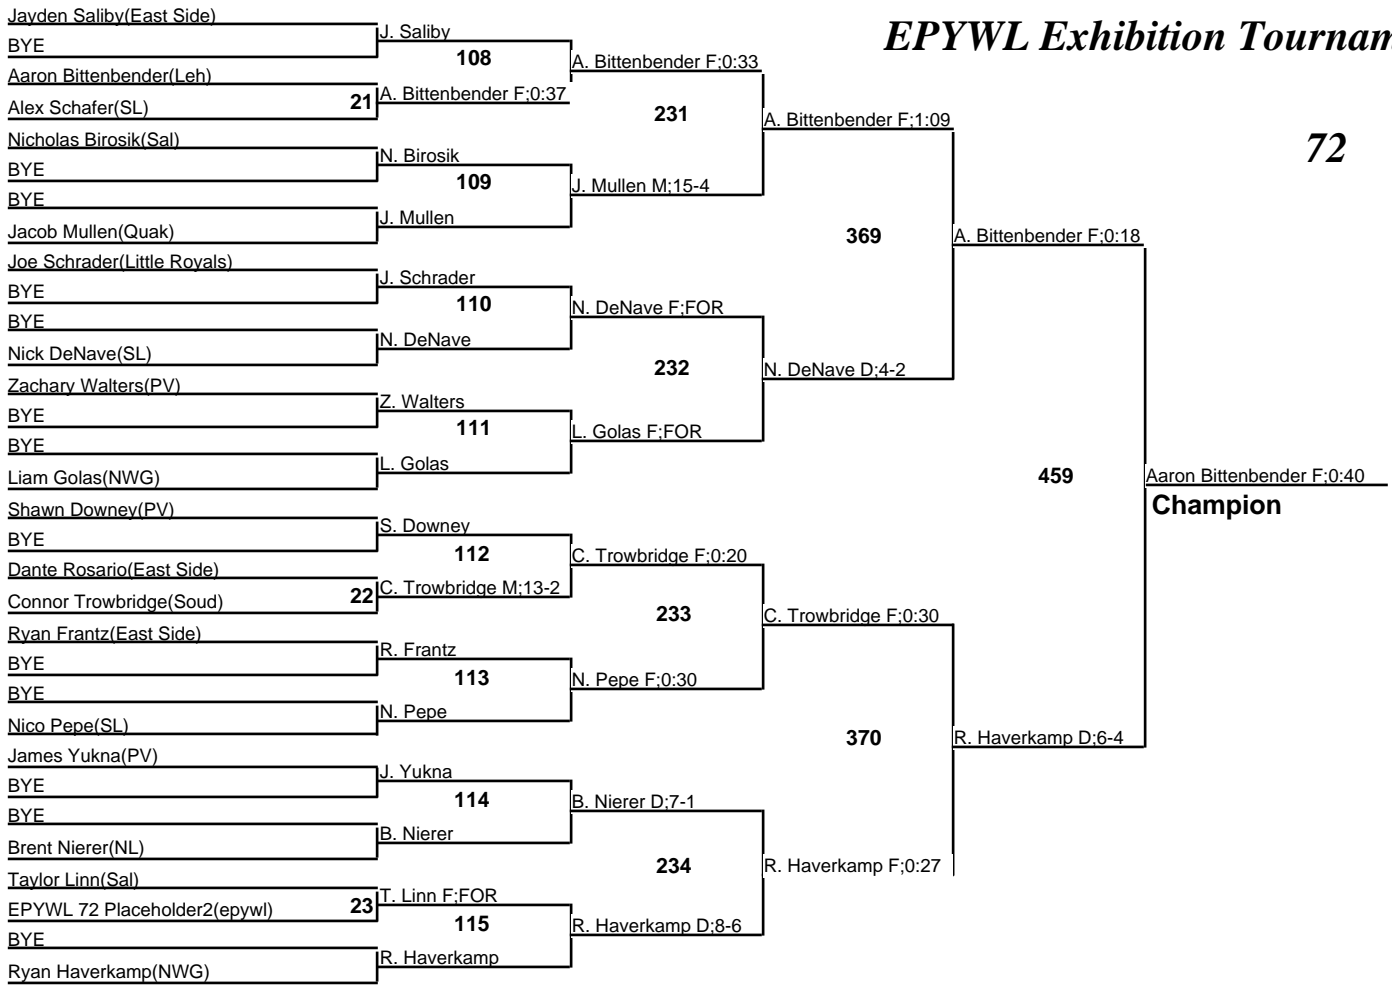 EPYWL Exhibition Tournam
72
Jayden Saliby(East Side)
BYE
Aaron Bittenbender(Leh)
Alex Schafer(SL)
Nicholas Birosik(Sal)
BYE
BYE
Jacob Mullen(Quak)
Joe Schrader(Little Royals)
BYE
BYE
Nick DeNave(SL)
Zachary Walters(PV)
BYE
BYE
Liam Golas(NWG)
Shawn Downey(PV)
BYE
Dante Rosario(East Side)
Connor Trowbridge(Soud)
Ryan Frantz(East Side)
BYE
BYE
Nico Pepe(SL)
James Yukna(PV)
BYE
BYE
Brent Nierer(NL)
Taylor Linn(Sal)
EPYWL 72 Placeholder2(epywl)
BYE
Ryan Haverkamp(NWG)
21
22
23
J. Saliby
108
A. Bittenbender F;0:37
N. Birosik
109
J. Mullen
J. Schrader
110
N. DeNave
Z. Walters
111
L. Golas
S. Downey
112
C. Trowbridge M;13-2
R. Frantz
113
N. Pepe
J. Yukna
114
B. Nierer
T. Linn F;FOR
115
R. Haverkamp
A. Bittenbender F;0:33
231
J. Mullen M;15-4
N. DeNave F;FOR
232
L. Golas F;FOR
C. Trowbridge F;0:20
233
N. Pepe F;0:30
B. Nierer D;7-1
234
R. Haverkamp D;8-6
A. Bittenbender F;1:09
369
N. DeNave D;4-2
C. Trowbridge F;0:30
370
R. Haverkamp F;0:27
A. Bittenbender F;0:18
459
R. Haverkamp D;6-4
Aaron Bittenbender F;0:40
Champion